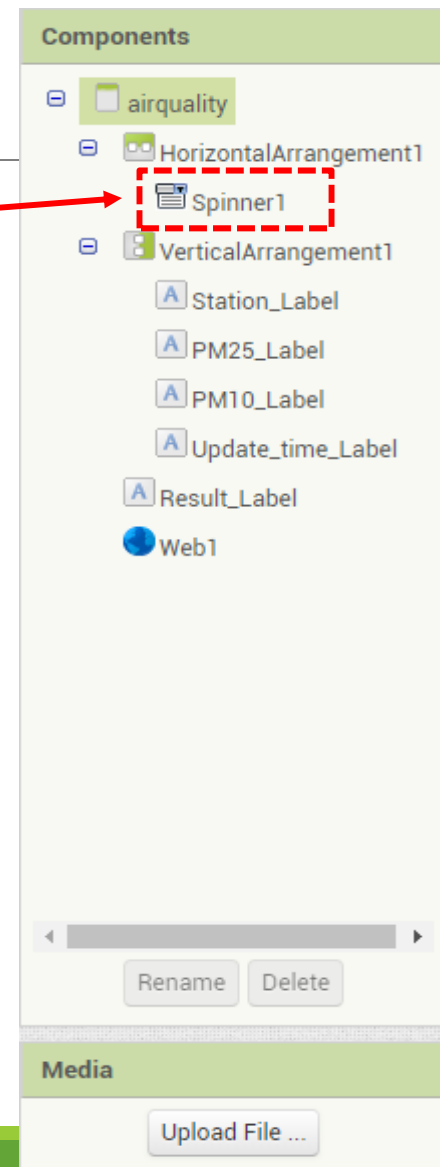 Components
airquality
HorizontalArrangement1
Spinner1
VerticalArrangement1
A Station_Label
A PM25_Label
A PM10_Label
A Update_time_Label
A Result_Label
Web1
Rename Delete
Media
Upload File ...